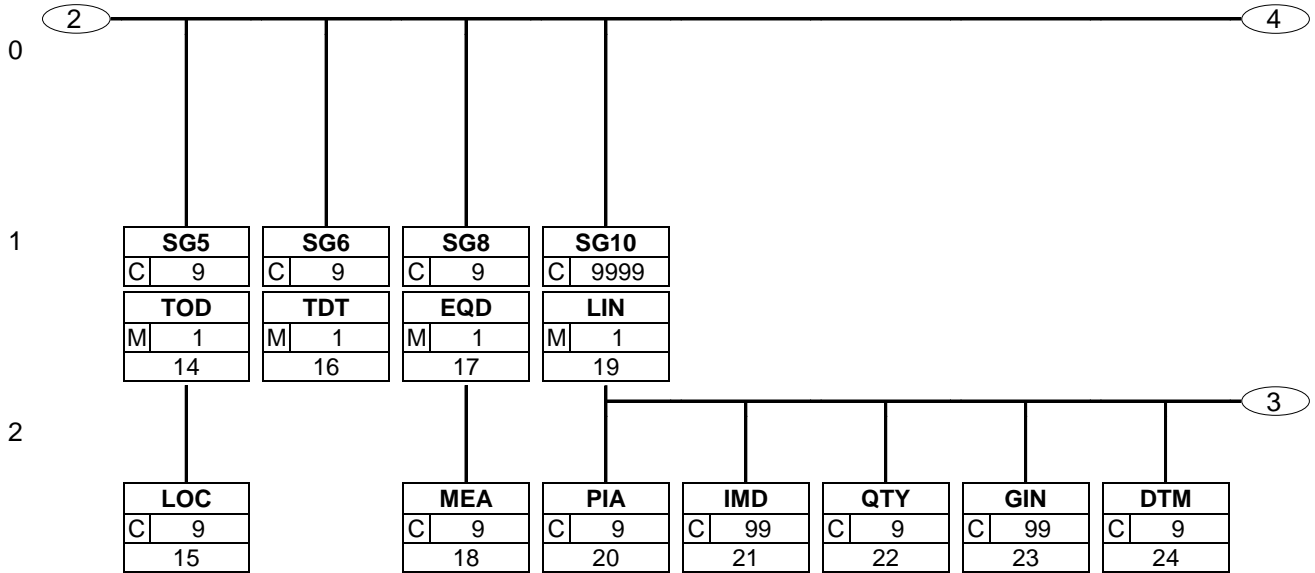 2 4
0
1
SG5 SG6 SG8 SG10
C 9 C 9 C 9 C 9999
TOD TDT EQD LIN
M 1 M 1 M 1 M 1
14 16 17 19
3
2
LOC MEA PIA IMD QTY GIN DTM
C 9 C 9 C 9 C 99 C 9 C 99 C 9
15 18 20 21 22 23 24